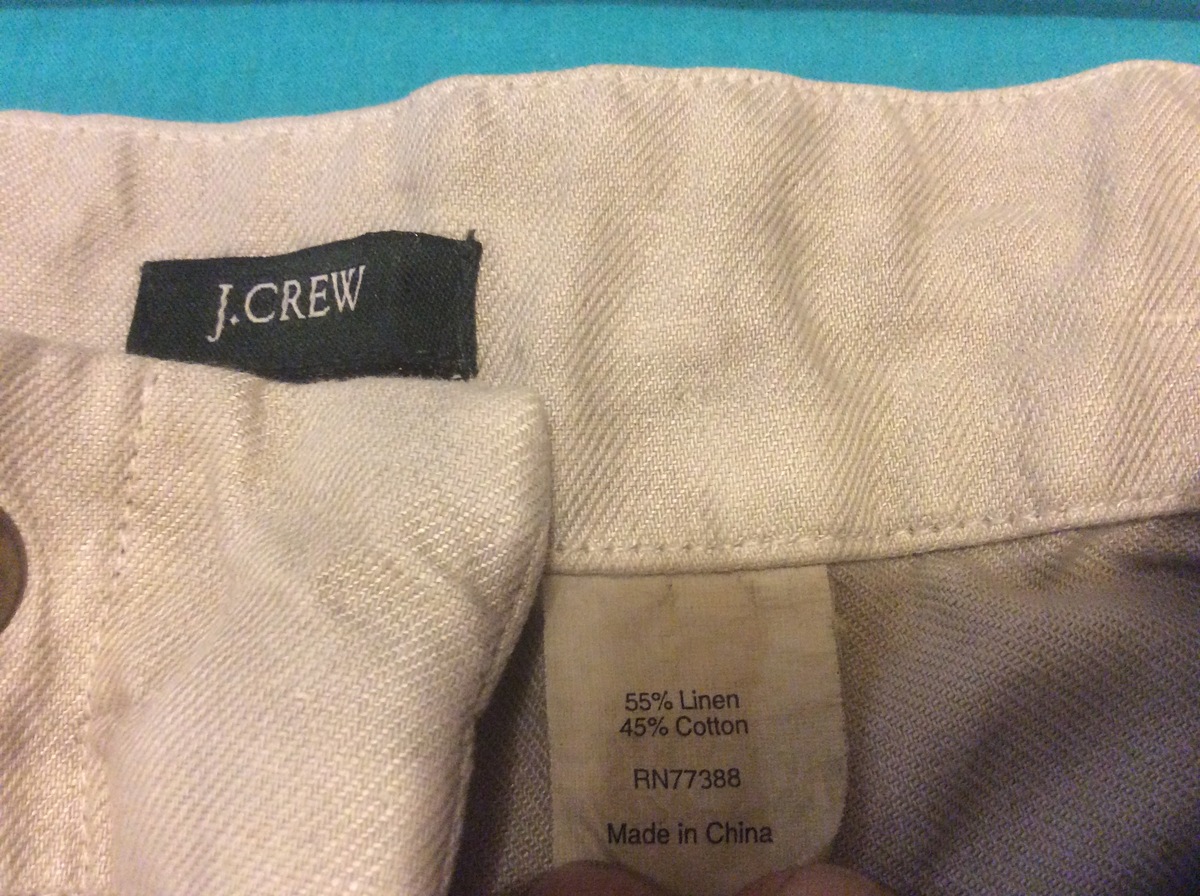 J.CREW
55% Linen
45% Cotton
RN77388
Made in China